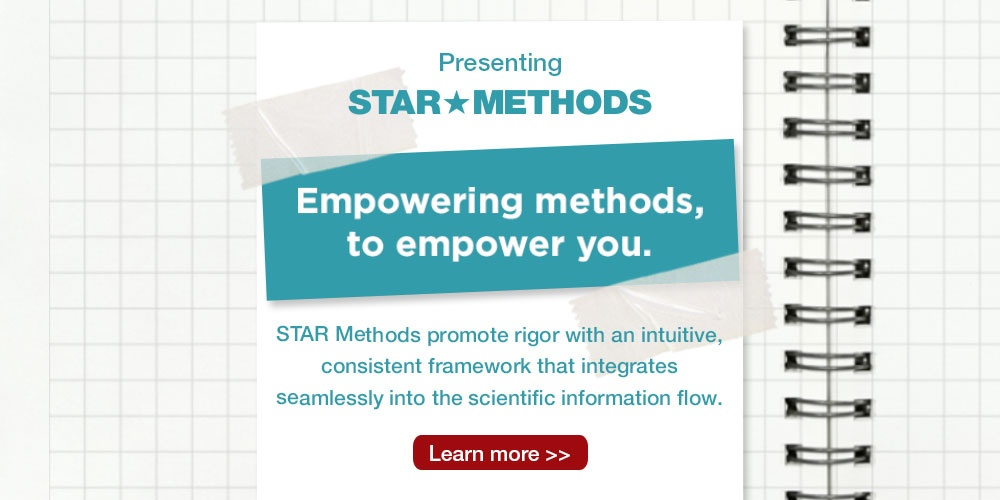 Presenting
STAR★METHODS
Empowering methods,
to empower you.
STAR Methods promote rigor with an intuitive,
consistent framework that integrates
seamlessly into the scientific information flow.
Learn more >>